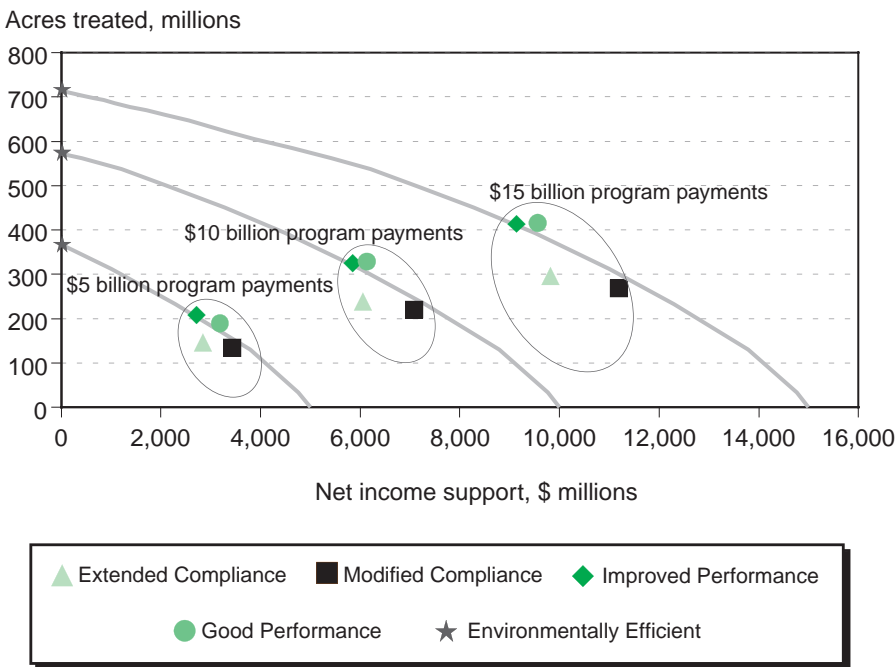 Acres treated, millions
800
700
600
500
400
300
200
100
0
$15 billion program payments
$10 billion program payments
$5 billion program payments
0 2,000 4,000 6,000 8,000 10,000 12,000 14,000 16,000
Net income support, $ millions
Extended Compliance Modified Compliance Improved Performance
Good Performance Environmentally Efficient